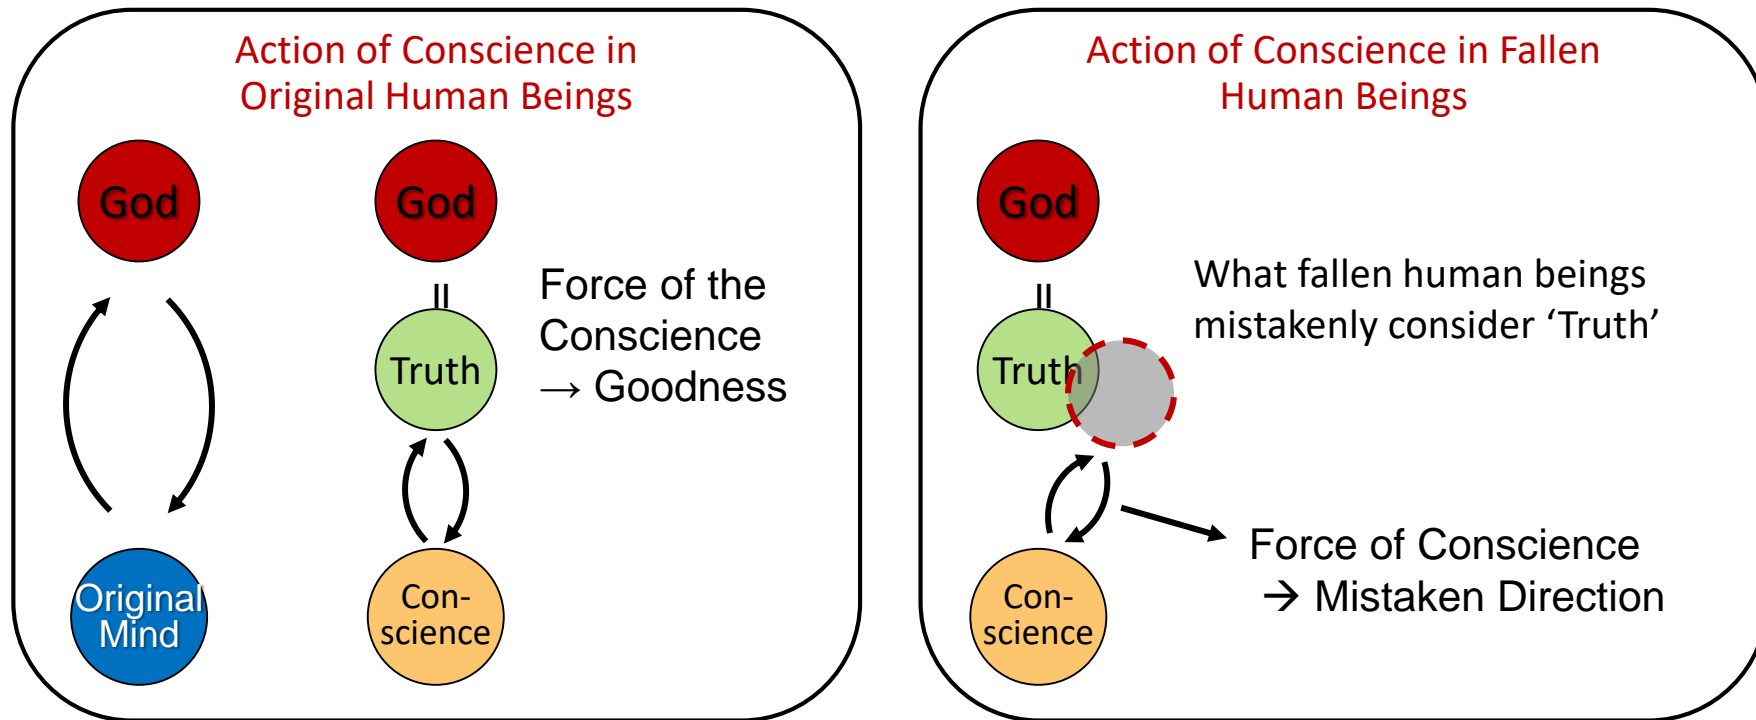 Action of Conscience in
Original Human Beings
God
God
=
Truth
Force of the
Conscience
→ Goodness
Original
Mind
Con-
science
Action of Conscience in Fallen
Human Beings
God
=
Truth
What fallen human beings
mistakenly consider ‘Truth’
Con-
science
Force of Conscience
→ Mistaken Direction